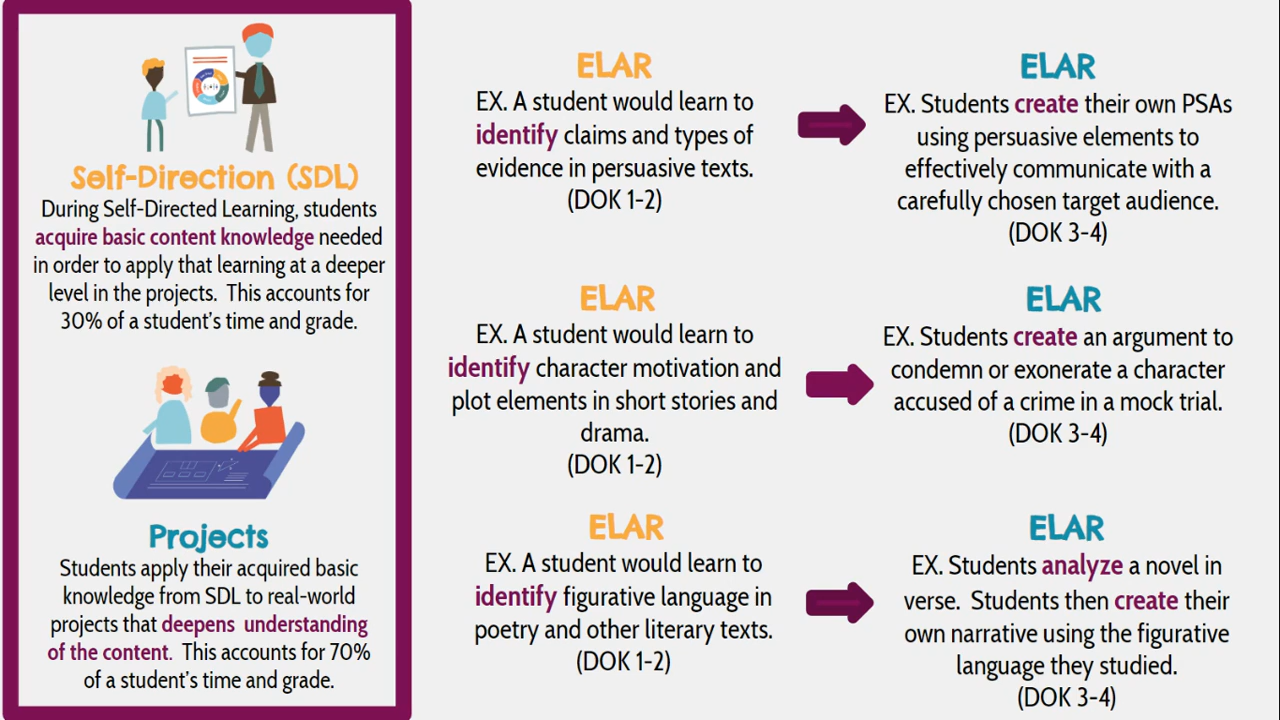 Self-Direction (SDL)
During Self-Directed Learning, students
acquire basic content knowledge needed
in order to apply that learning at a deeper
level in the projects. This accounts for
30% of a student's time and grade.
Projects
Students apply their acquired basic
knowledge from SDL to real-world
projects that deepens understanding
of the content. This accounts for 70%
of a student's time and grade.
ELAR
EX. A student would learn to
identify claims and types of
evidence in persuasive texts.
(DOK 1-2)
ELAR
EX. Students create their own PSAs
using persuasive elements to
effectively communicate with a
carefully chosen target audience.
(DOK 3-4)
ELAR
EX. A student would learn to
identify character motivation and
plot elements in short stories and
drama.
(DOK 1-2)
ELAR
EX. Students create an argument to
condemn or exonerate a character
accused of a crime in a mock trial.
(DOK 3-4)
ELAR
EX. A student would learn to
identify figurative language in
poetry and other literary texts.
(DOK 1-2)
ELAR
EX. Students analyze a novel in
verse. Students then create their
own narrative using the figurative
language they studied.
(DOK 3-4)